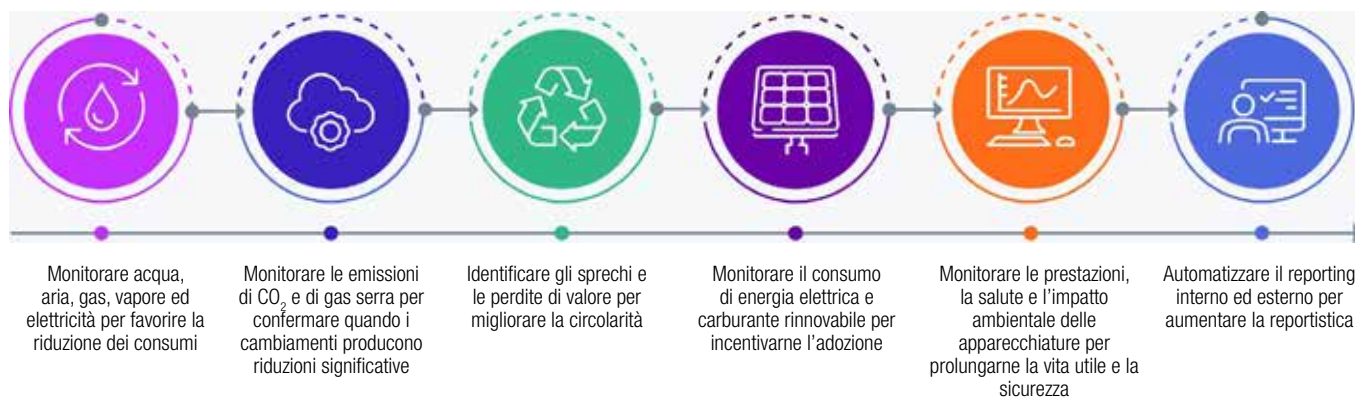 Monitorare acqua,
aria, gas, vapore ed
elettricità per favorire la
riduzione dei consumi
Monitorare le emissioni
di CO₂ e di gas serra per
confermare quando i
cambiamenti producono
riduzioni significative
Identificare gli sprechi e
le perdite di valore per
migliorare la circolarità
Monitorare il consumo
di energia elettrica e
carburante rinnovabile per
incentivarne l’adozione
Monitorare le prestazioni,
la salute e l’impatto
ambientale delle
apparecchiature per
prolungarne la vita utile e la
sicurezza
Automatizzare il reporting
interno ed esterno per
aumentare la reportistica